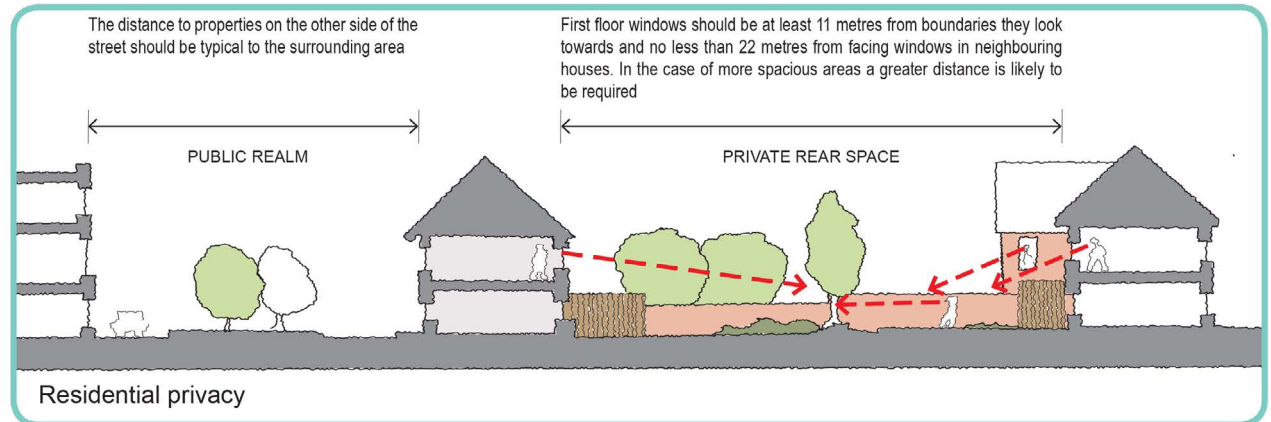 The distance to properties on the other side of the
street should be typical to the surrounding area
First floor windows should be at least 11 metres from boundaries they look
towards and no less than 22 metres from facing windows in neighbouring
houses. In the case of more spacious areas a greater distance is likely to
be required
PUBLIC REALM
PRIVATE REAR SPACE
Residential privacy